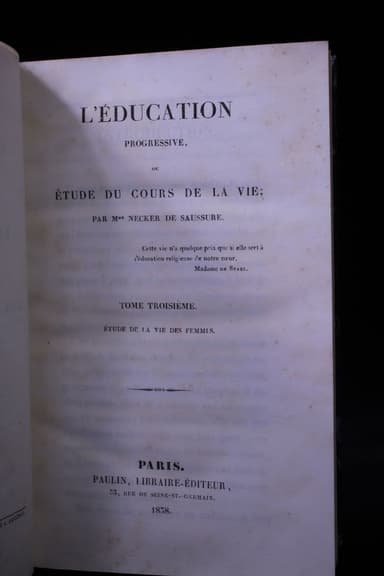 L'ÉDUCATION
PROGRESSIVE,
OU
ÉTUDE DU COURS DE LA VIE;
PAR Mme NECKER DE SAUSSURE.
Cette vie n'a quelque prix que si elle sert à
l'éducation religieuse de notre cœur.
Madame DE STAEL.
TOME TROISIÈME.
ÉTUDE DE LA VIE DES FEMMES.
PARIS.
PAULIN, LIBRAIRE-ÉDITEUR,
33, RUE DE SEINE-ST.-GERMAIN.
1838.